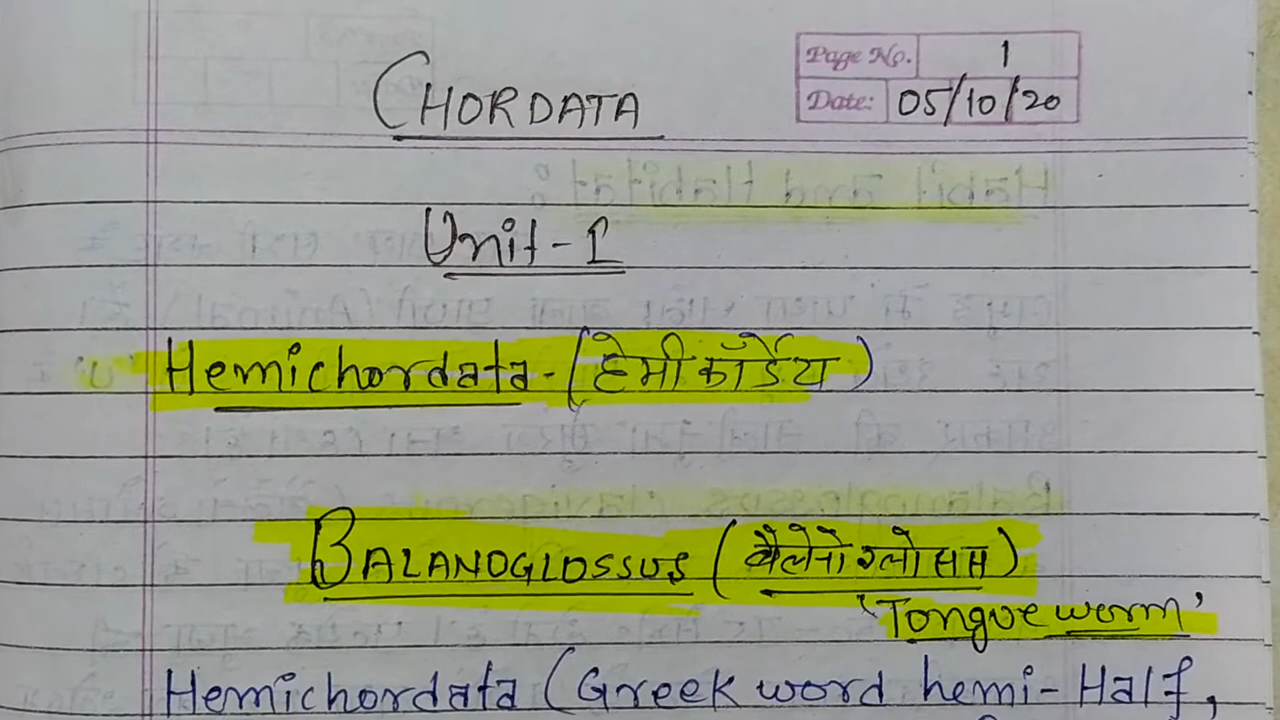 Page No. 1
Date: 05/10/20
CHORDATA
Unit-I
Hemichordata-(हेमीकॉर्डेटा)
BALANOGLOSSUS (बैलेनोग्लोसस)
'Tongue worm'
Hemichordata (Greek word hemi-Half,